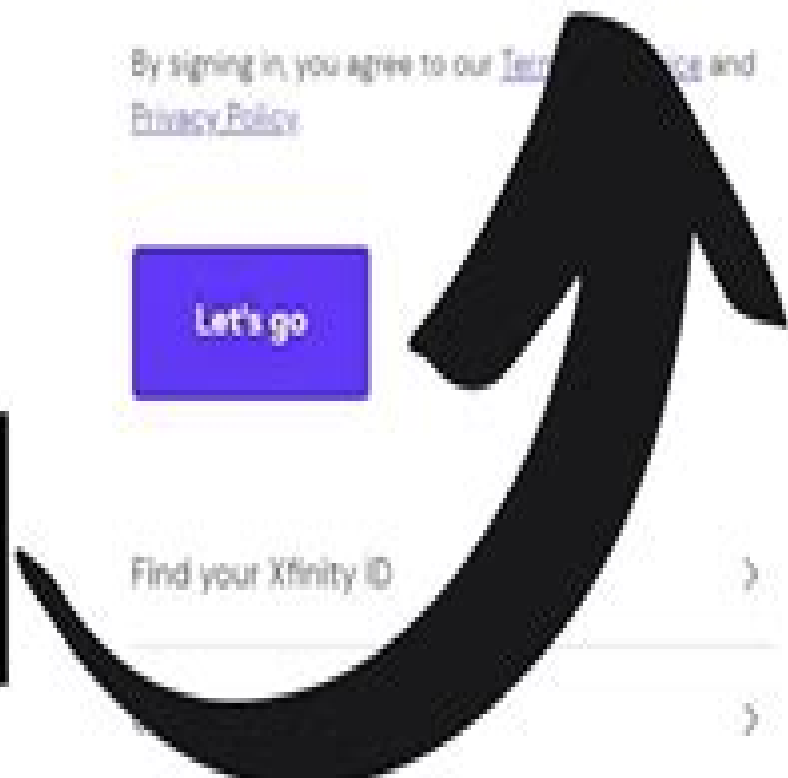 By signing in, you agree to our and
Privacy Policy.
Let's go
Find your Xfinity ID